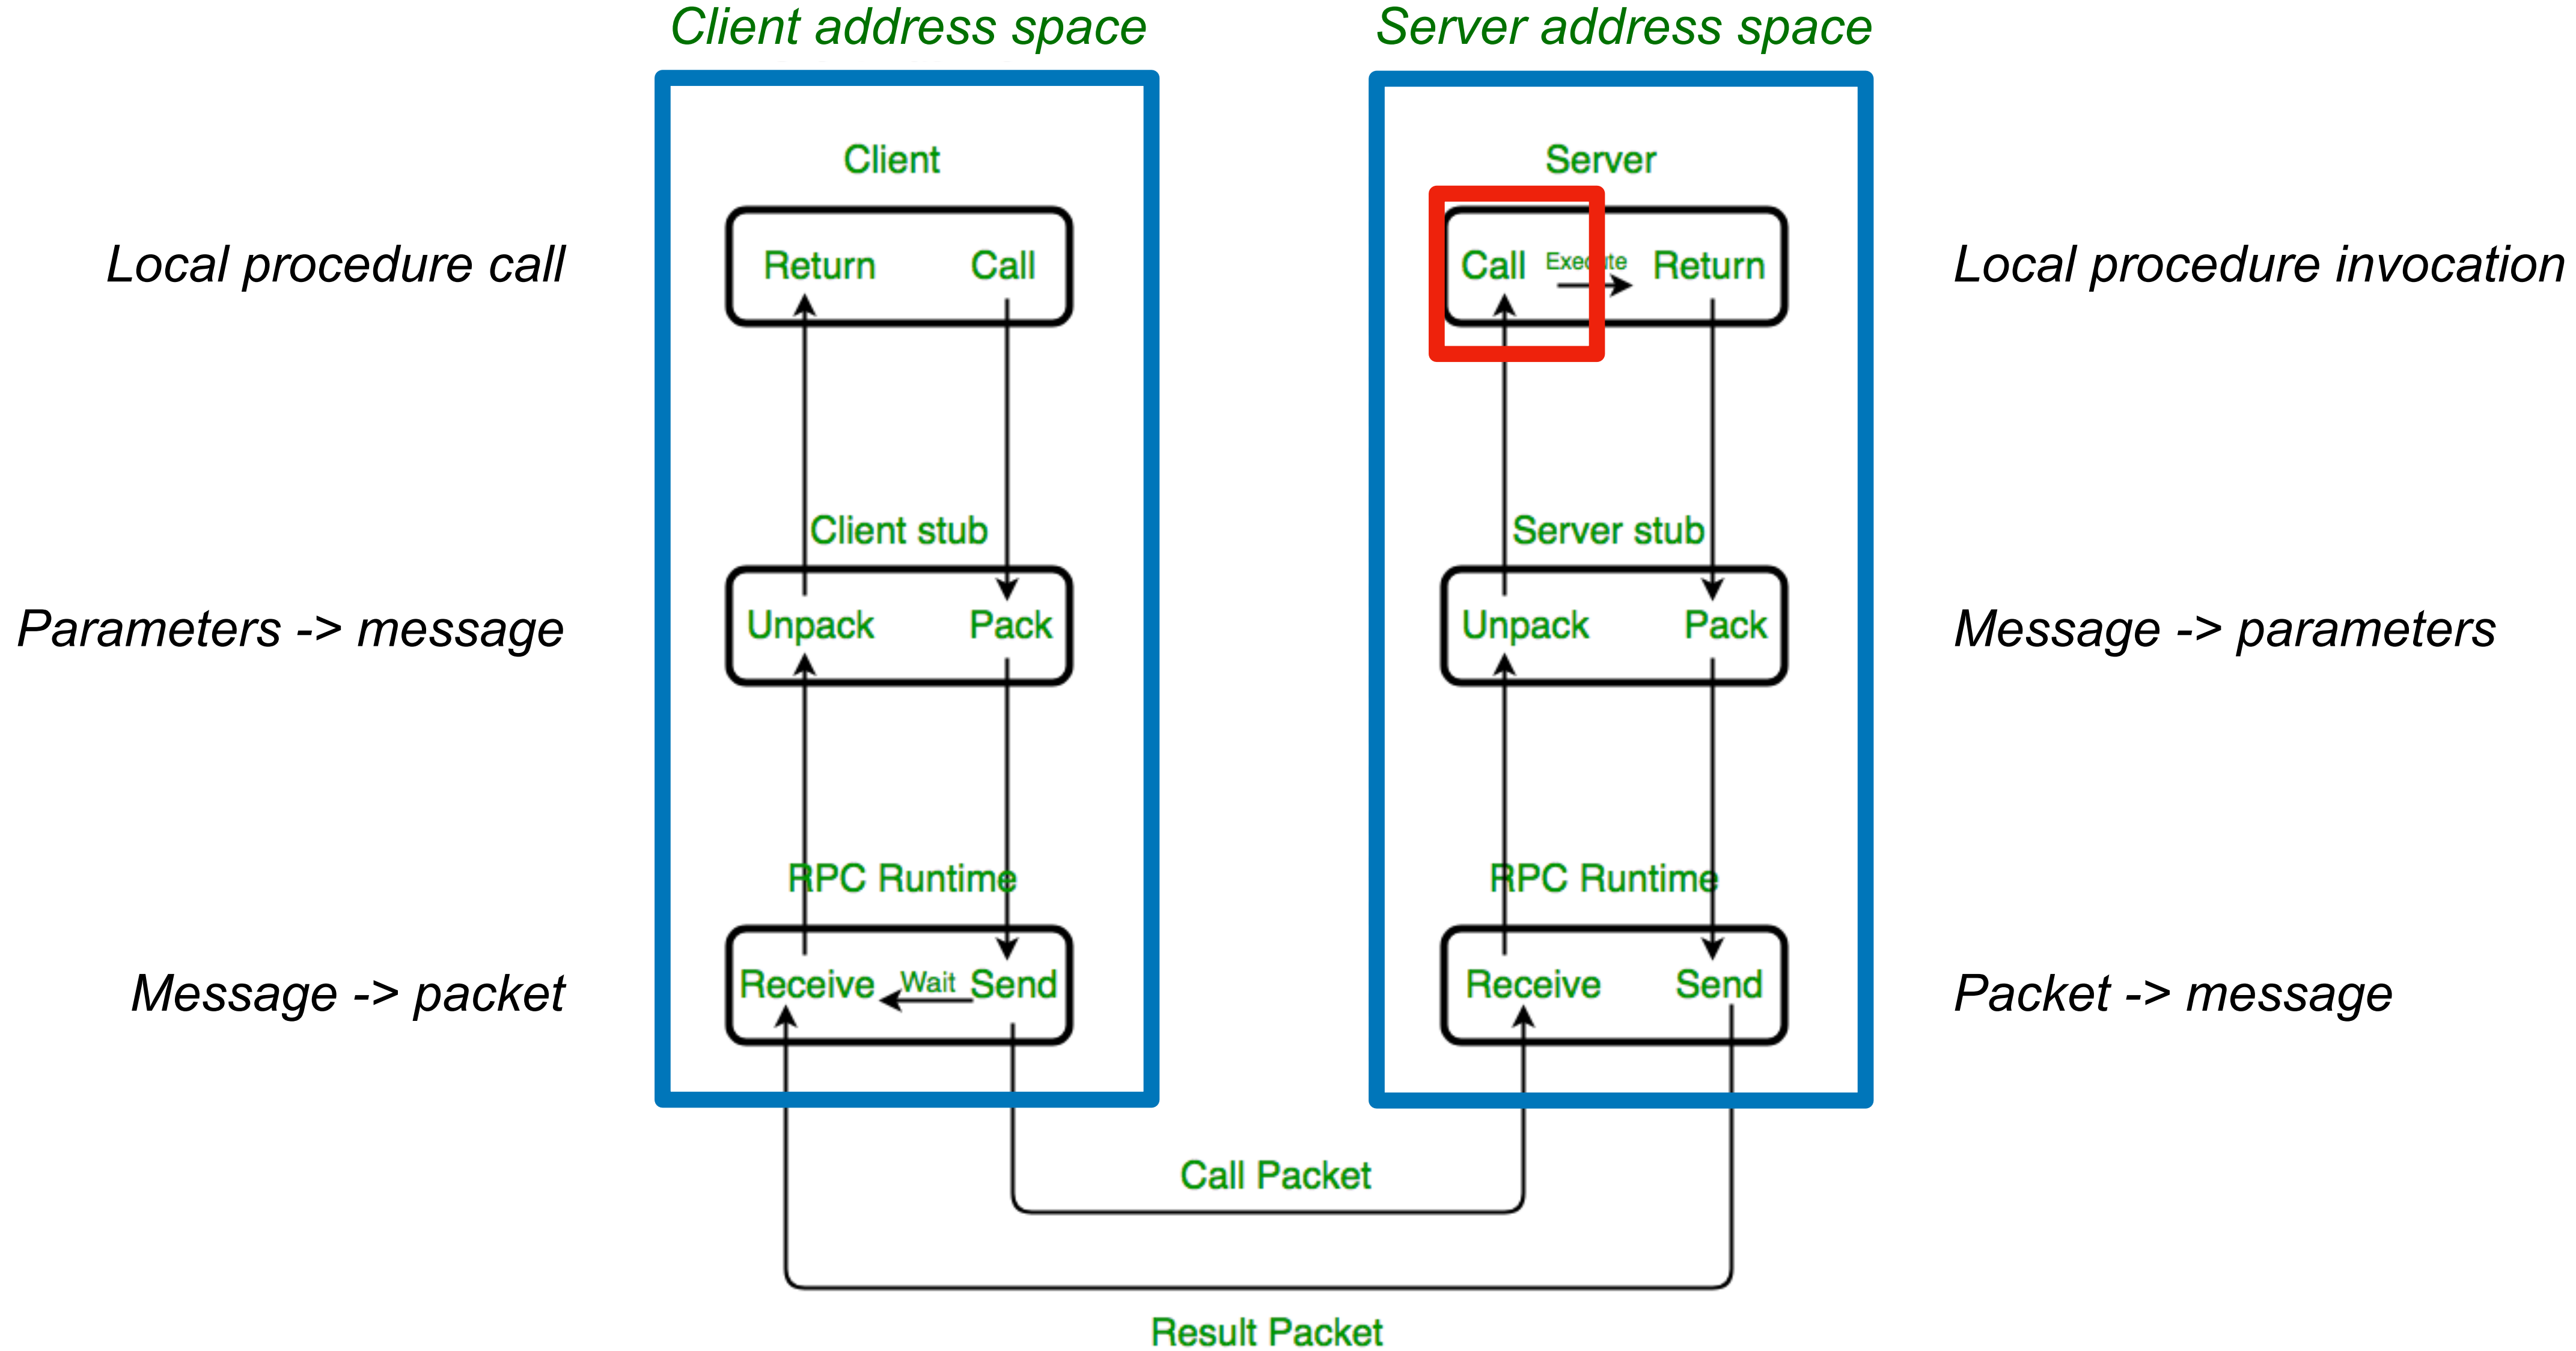 Client address space
Server address space
Client
Server
Local procedure call
Return
Call
Call
Execute
Return
Local procedure invocation
Client stub
Server stub
Parameters -> message
Unpack
Pack
Unpack
Pack
Message -> parameters
RPC Runtime
RPC Runtime
Message -> packet
Receive
Wait
Send
Receive
Send
Packet -> message
Call Packet
Result Packet